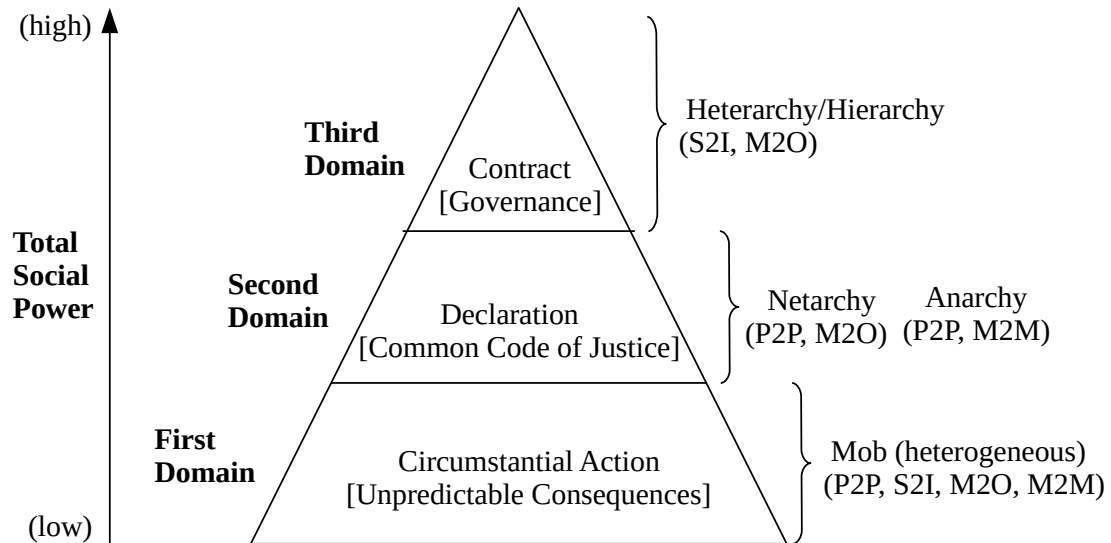 (high)
Third
Domain
Contract
[Governance]
Heterarchy/Hierarchy
(S2I, M2O)
Total
Social
Power
Second
Domain
Declaration
[Common Code of Justice]
Netarchy
(P2P, M2O)
Anarchy
(P2P, M2M)
First
Domain
Circumstantial Action
[Unpredictable Consequences]
Mob (heterogeneous)
(P2P, S2I, M2O, M2M)
(low)